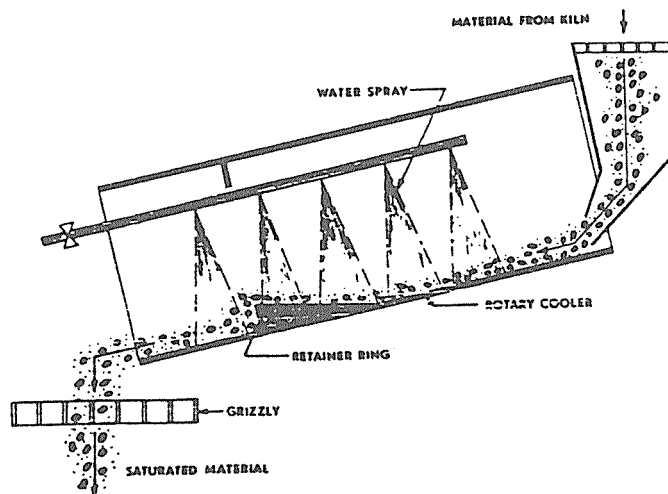 MATERIAL FROM KILN
WATER SPRAY
ROTARY COOLER
RETAINER RING
GRIZZLY
SATURATED MATERIAL